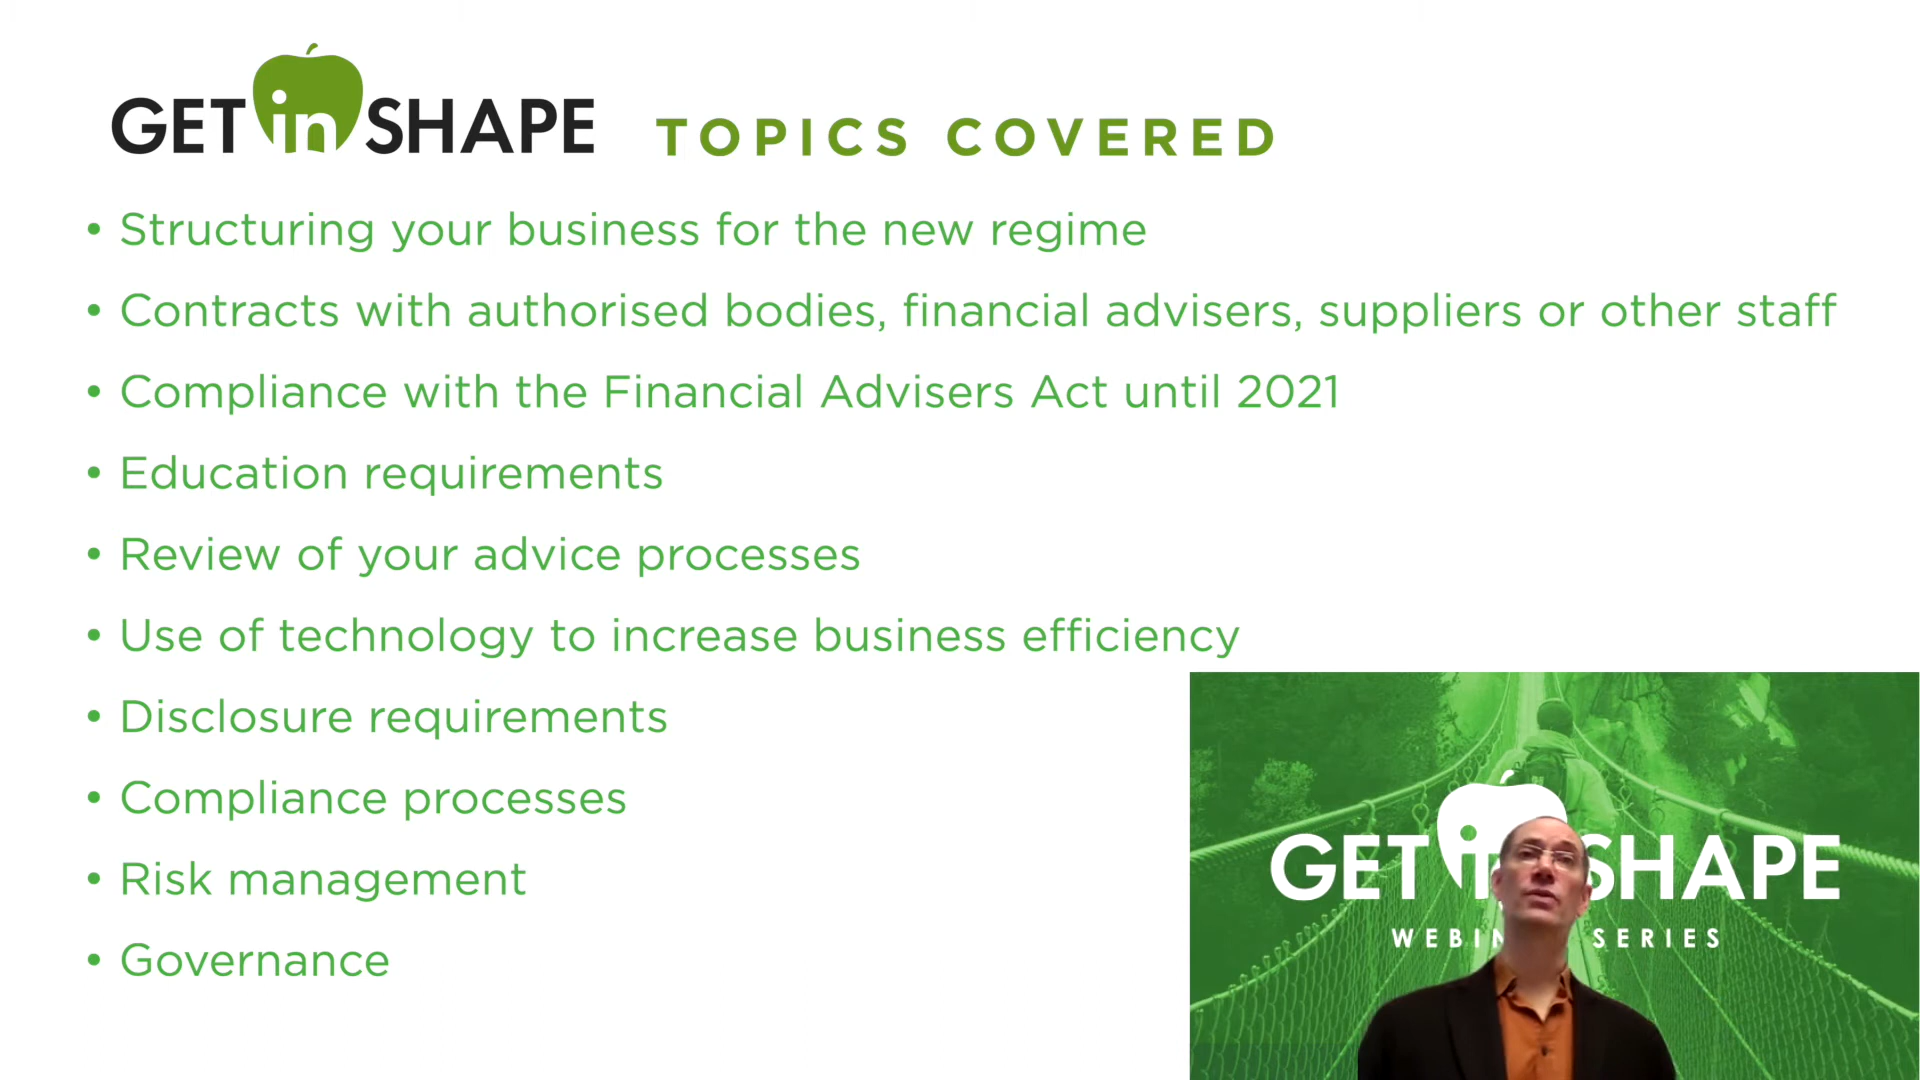 GET in SHAPE TOPICS COVERED
• Structuring your business for the new regime
• Contracts with authorised bodies, financial advisers, suppliers or other staff
• Compliance with the Financial Advisers Act until 2021
• Education requirements
• Review of your advice processes
• Use of technology to increase business efficiency
• Disclosure requirements
• Compliance processes
• Risk management
• Governance
GET in SHAPE
SERIES